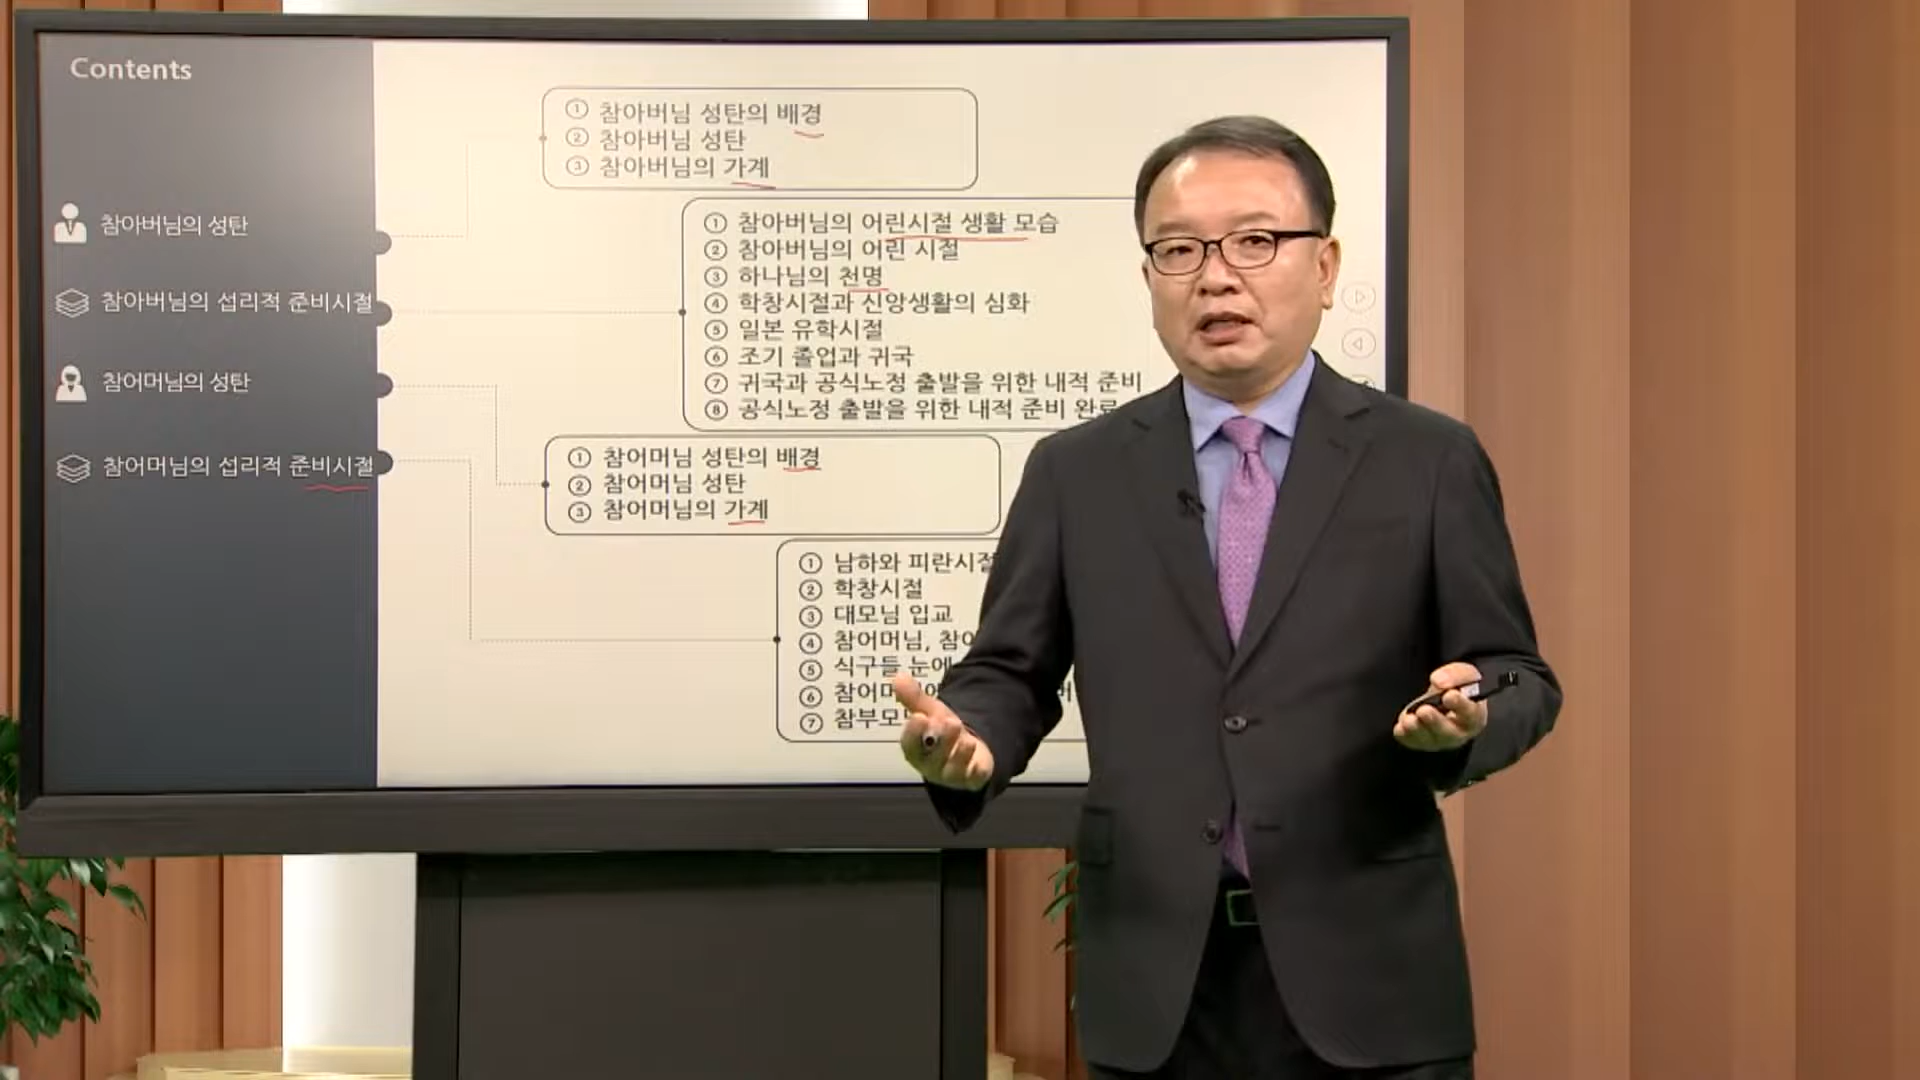 Contents
참아버님의 성탄
참아버님의 섭리적 준비시절
참어머님의 성탄
참어머님의 섭리적 준비시절
① 참아버님 성탄의 배경
② 참아버님 성탄
③ 참아버님의 가계
① 참아버님의 어린시절 생활 모습
② 참아버님의 어린 시절
③ 하나님의 천명
④ 학창시절과 신앙생활의 심화
⑤ 일본 유학시절
⑥ 조기 졸업과 귀국
⑦ 귀국과 공식노정 출발을 위한 내적 준비
⑧ 공식노정 출발을 위한 내적 준비 완료
① 참어머님 성탄의 배경
② 참어머님 성탄
③ 참어머님의 가계
① 남하와 피란시절
② 학창시절
③ 대모님 입교
④ 참어머님,
⑤ 식구들 눈에
⑥
⑦